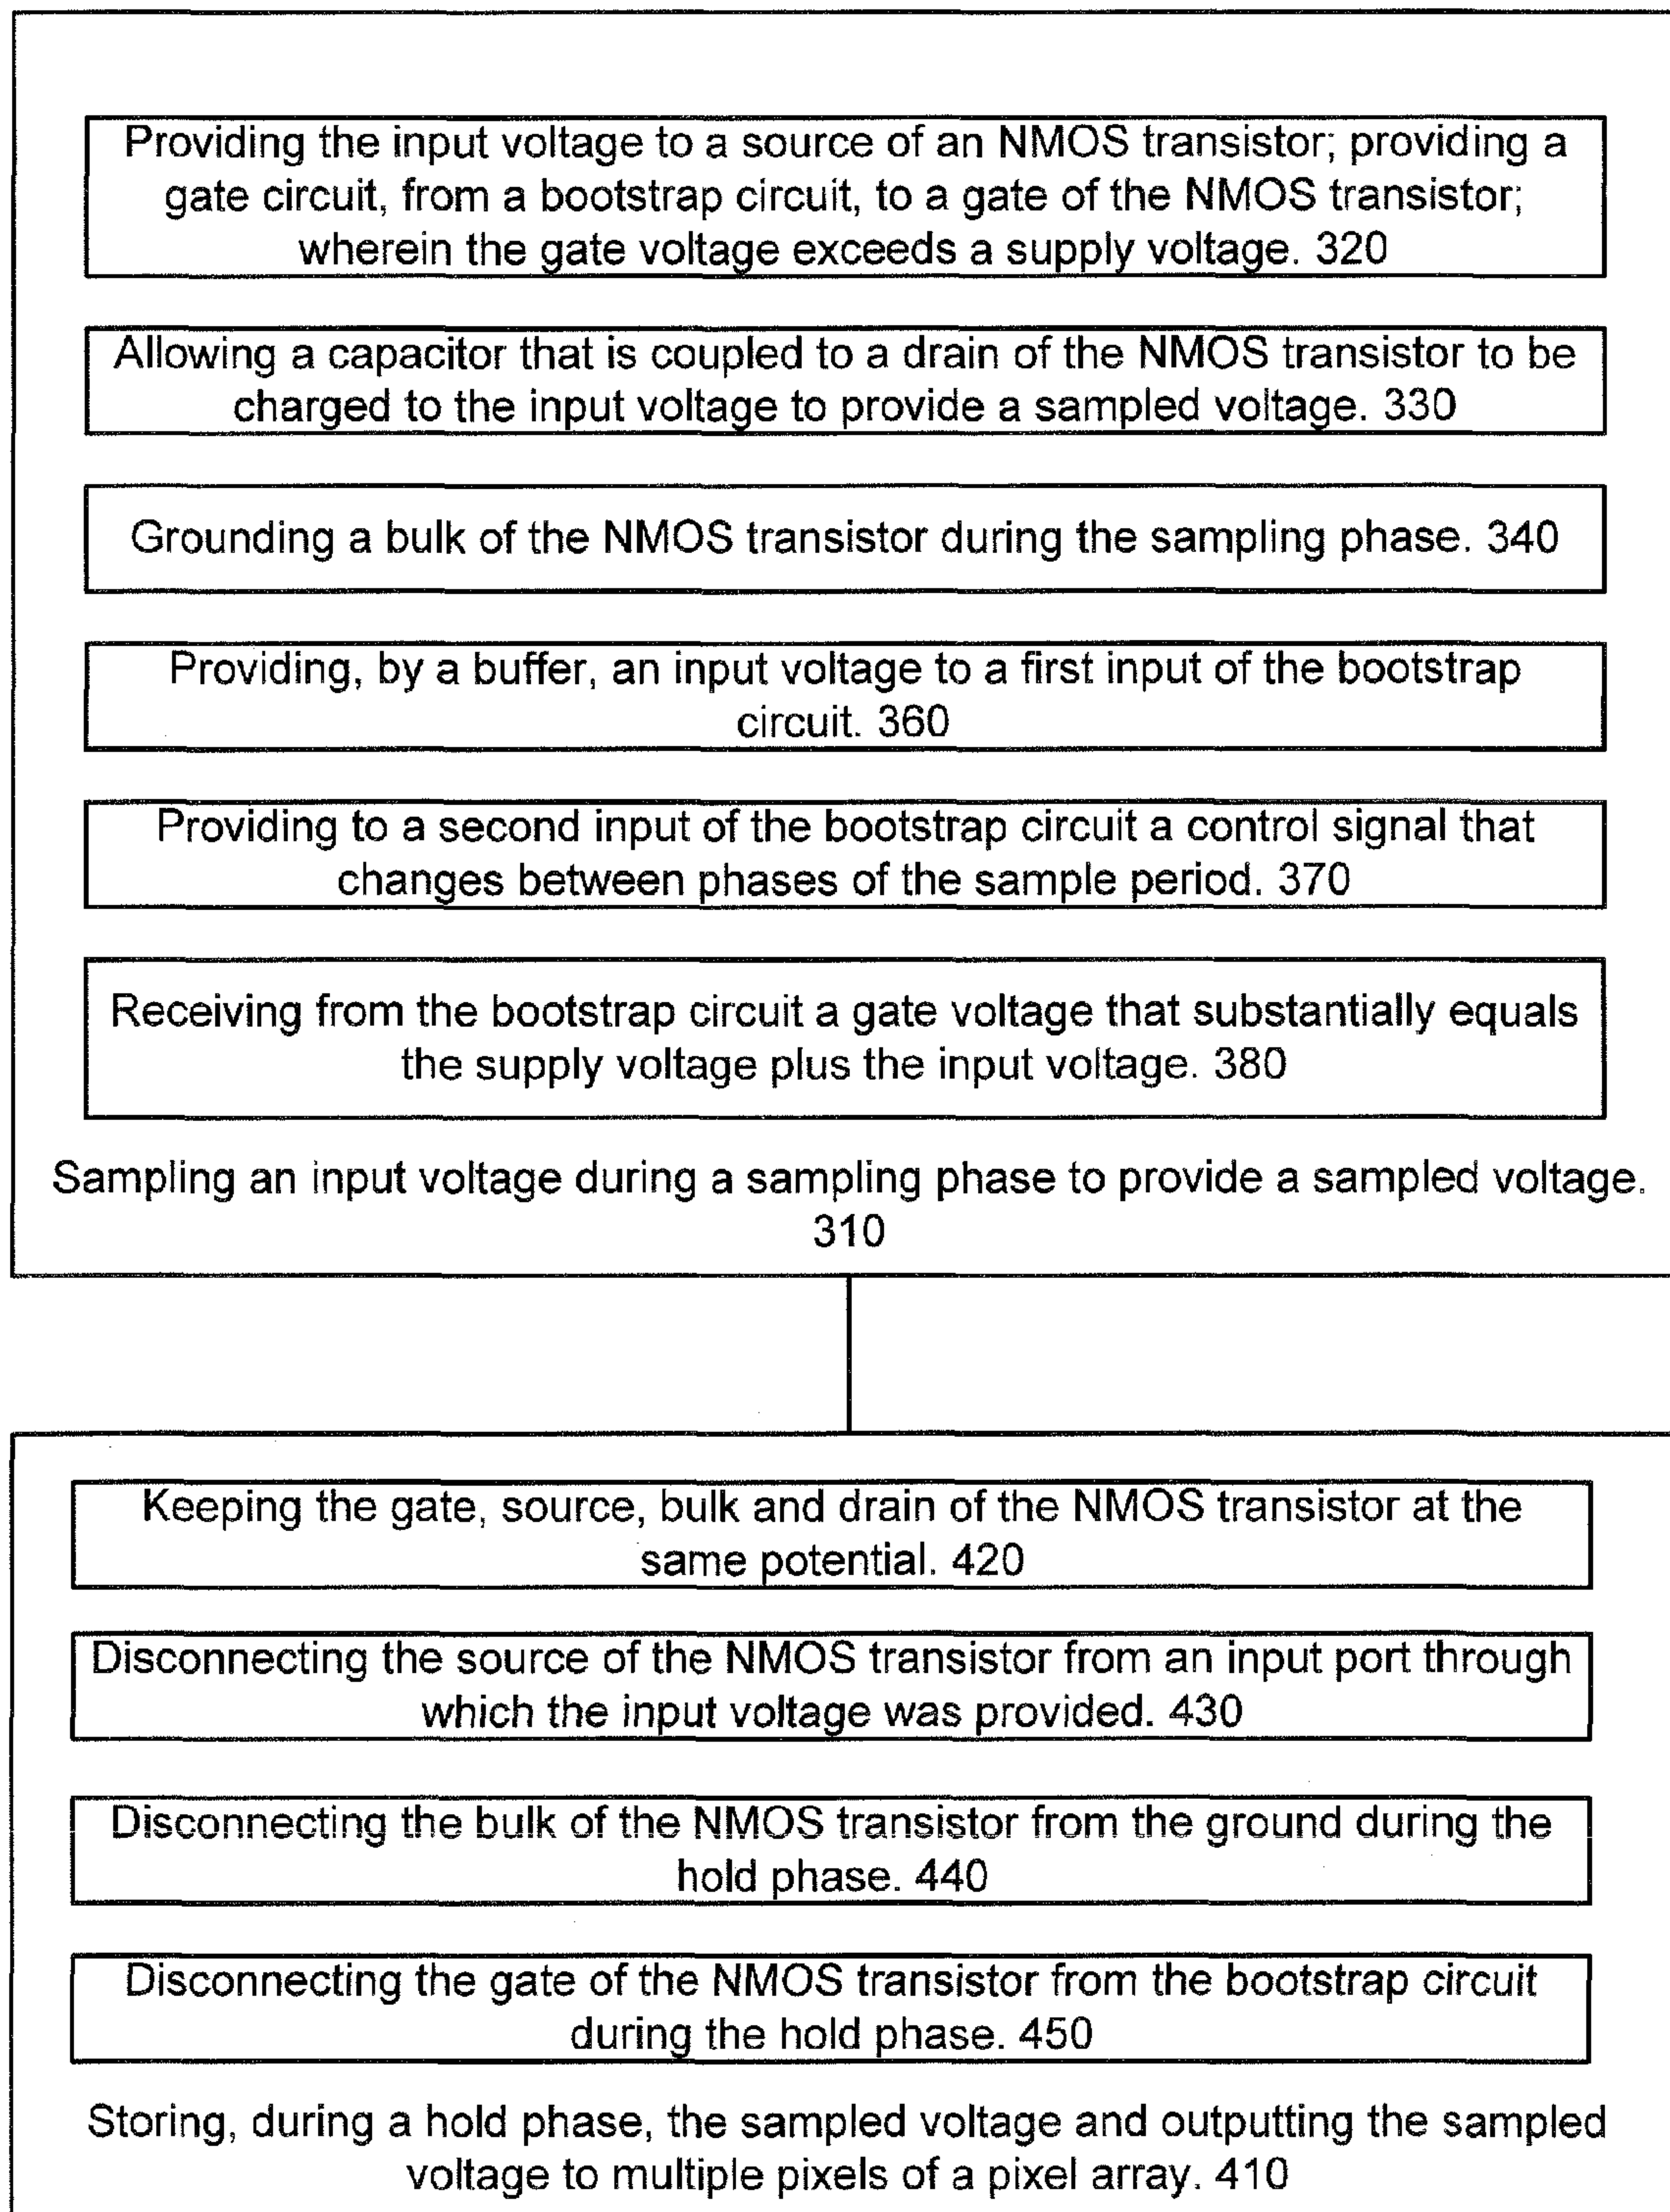 Providing the input voltage to a source of an NMOS transistor; providing a
gate circuit, from a bootstrap circuit, to a gate of the NMOS transistor;
wherein the gate voltage exceeds a supply voltage. 320
Allowing a capacitor that is coupled to a drain of the NMOS transistor to be
charged to the input voltage to provide a sampled voltage. 330
Grounding a bulk of the NMOS transistor during the sampling phase. 340
Providing, by a buffer, an input voltage to a first input of the bootstrap
circuit. 360
Providing to a second input of the bootstrap circuit a control signal that
changes between phases of the sample period. 370
Receiving from the bootstrap circuit a gate voltage that substantially equals
the supply voltage plus the input voltage. 380
Sampling an input voltage during a sampling phase to provide a sampled voltage.
310
Keeping the gate, source, bulk and drain of the NMOS transistor at the
same potential. 420
Disconnecting the source of the NMOS transistor from an input port through
which the input voltage was provided. 430
Disconnecting the bulk of the NMOS transistor from the ground during the
hold phase. 440
Disconnecting the gate of the NMOS transistor from the bootstrap circuit
during the hold phase. 450
Storing, during a hold phase, the sampled voltage and outputting the sampled
voltage to multiple pixels of a pixel array. 410